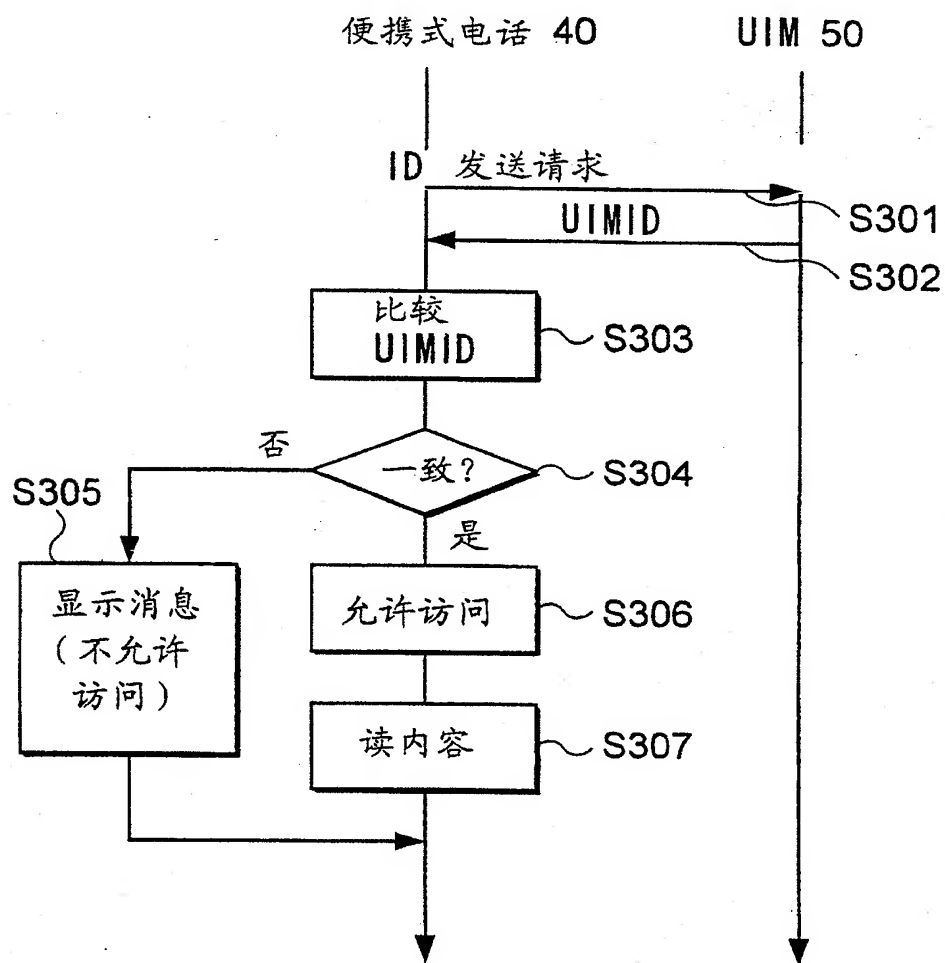 便携式电话 40
UIM 50
ID 发送请求
S301
UIMID
S302
比较
UIMID
S303
一致?
S304
否
是
S305
显示消息
(不允许
访问)
允许访问
S306
读内容
S307